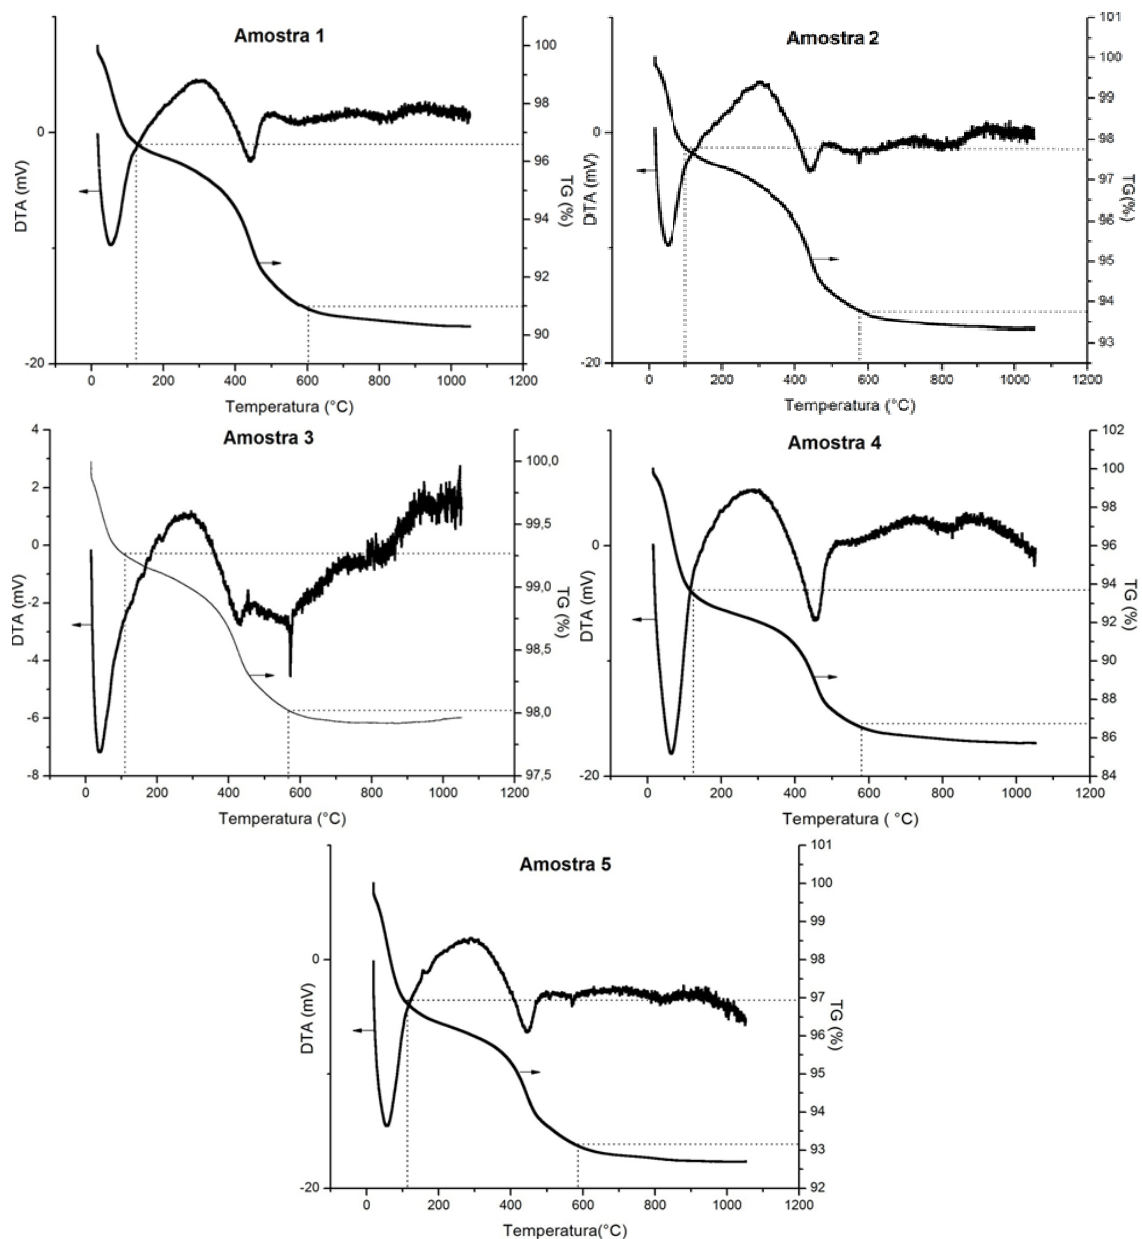 Amostra 1
0
-20
DTA (mV)
100
98
96
94
92
90
TG (%)
0 200 400 600 800 1000 1200
Temperatura (°C)
Amostra 2
0
-10
-20
DTA (mV)
101
100
99
98
97
96
95
94
93
TG(%)
0 200 400 600 800 1000 1200
Temperatura (°C)
Amostra 3
4
2
0
-2
-4
-6
-8
DTA (mV)
100,0
99,5
99,0
98,5
98,0
97,5
TG (%)
0 200 400 600 800 1000 1200
Temperatura (°C)
Amostra 4
0
-20
DTA (mV)
102
100
98
96
94
92
90
88
86
84
TG (%)
0 200 400 600 800 1000 1200
Temperatura ( °C)
Amostra 5
0
-20
DTA (mV)
101
100
99
98
97
96
95
94
93
92
TG (%)
0 200 400 600 800 1000 1200
Temperatura(°C)